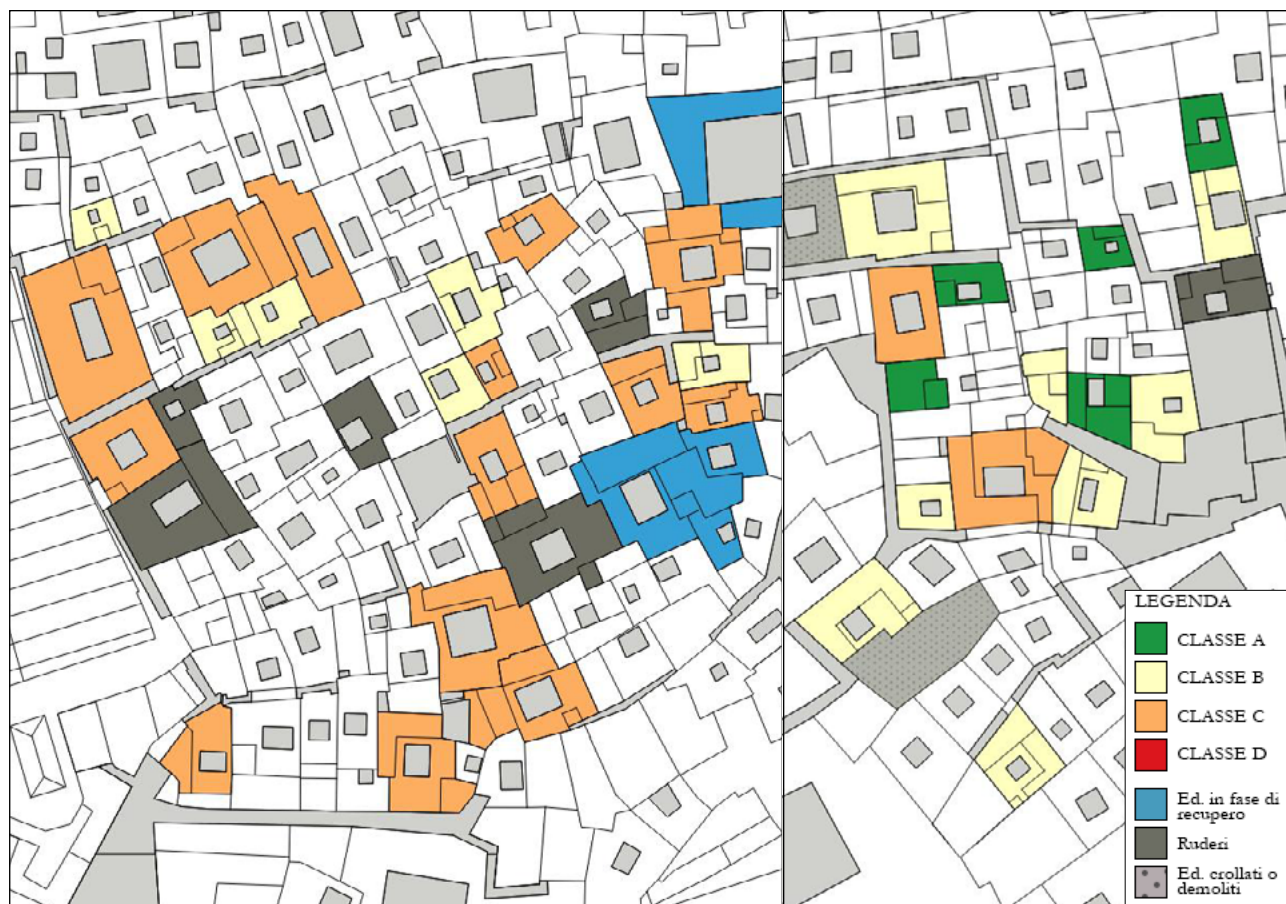 LEGENDA
CLASSE A
CLASSE B
CLASSE C
CLASSE D
Ed. in fase di
recupero
Ruderi
Ed. crollati o
demoliti